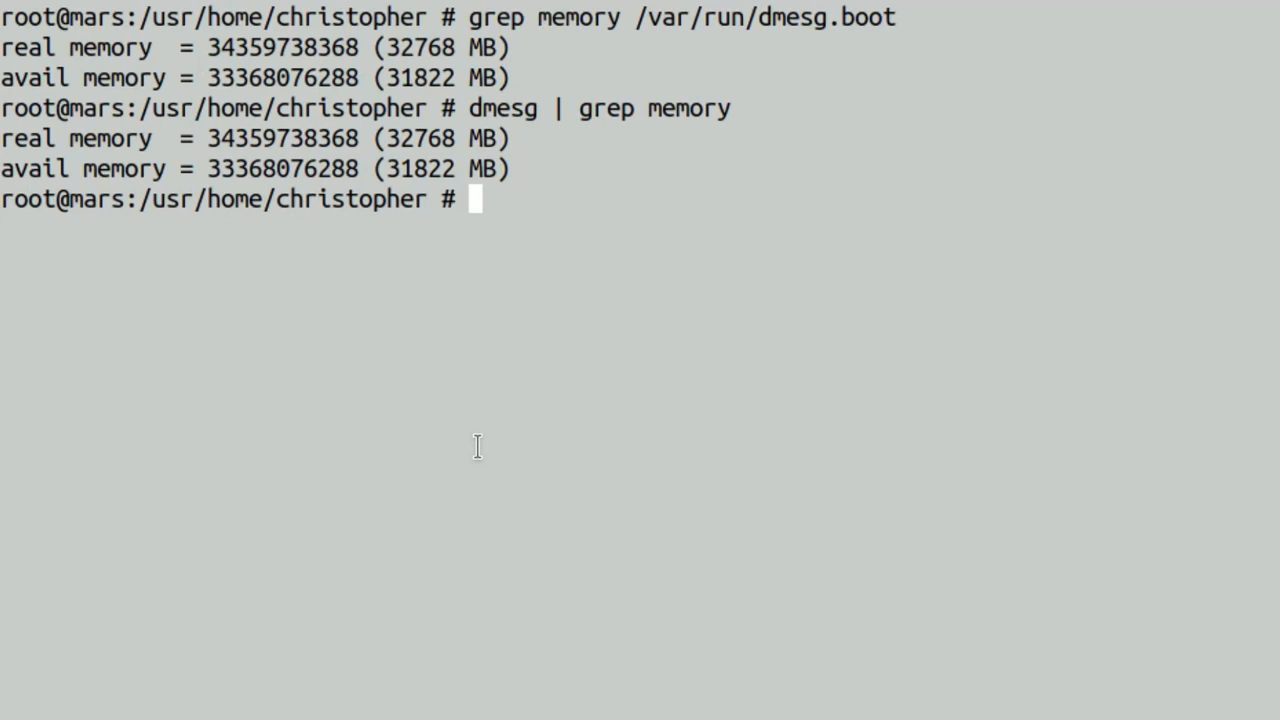 root@mars:/usr/home/christopher # grep memory /var/run/dmesg.boot
real memory  = 34359738368 (32768 MB)
avail memory = 33368076288 (31822 MB)
root@mars:/usr/home/christopher # dmesg | grep memory
real memory  = 34359738368 (32768 MB)
avail memory = 33368076288 (31822 MB)
root@mars:/usr/home/christopher #